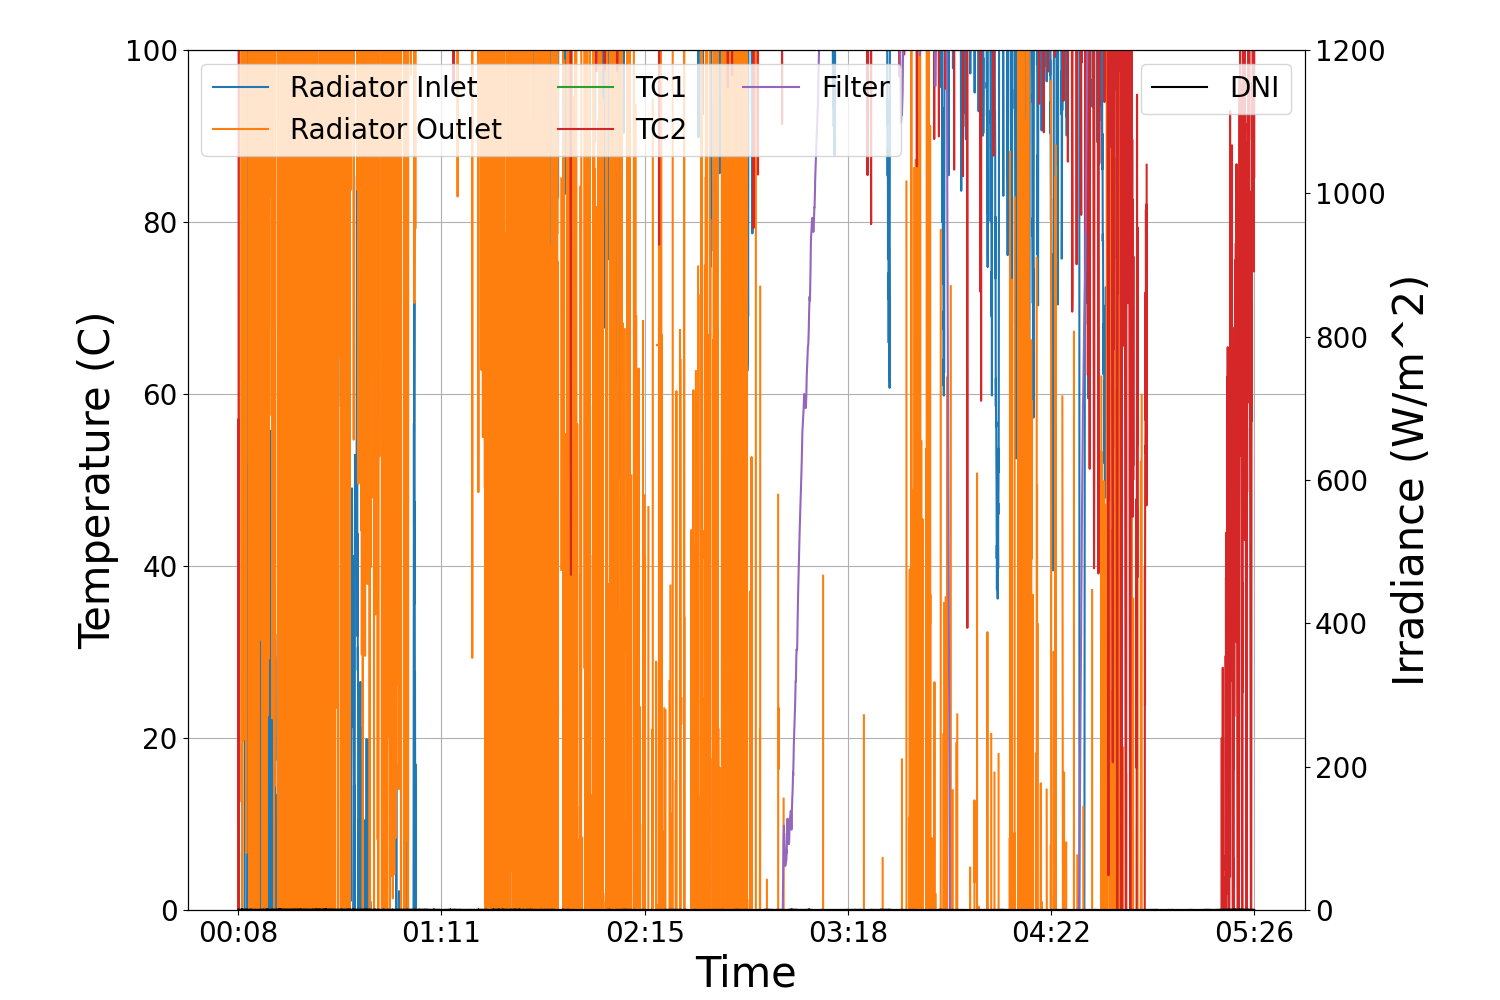 100
80
60
40
20
0
Temperature (C)
Radiator Inlet
Radiator Outlet
TC1
TC2
Filter
DNI
1200
1000
800
600
400
200
0
Irradiance (W/m^2)
00:08
01:11
02:15
03:18
04:22
05:26
Time